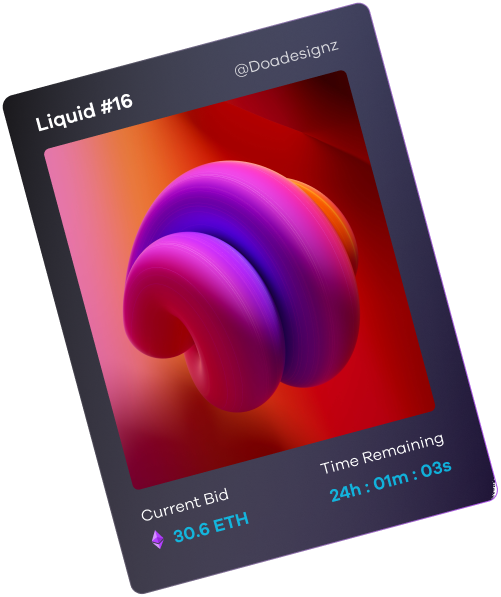 Liquid #16
@Doadesignz
Current Bid
30.6 ETH
Time Remaining
24h : 01m : 03s